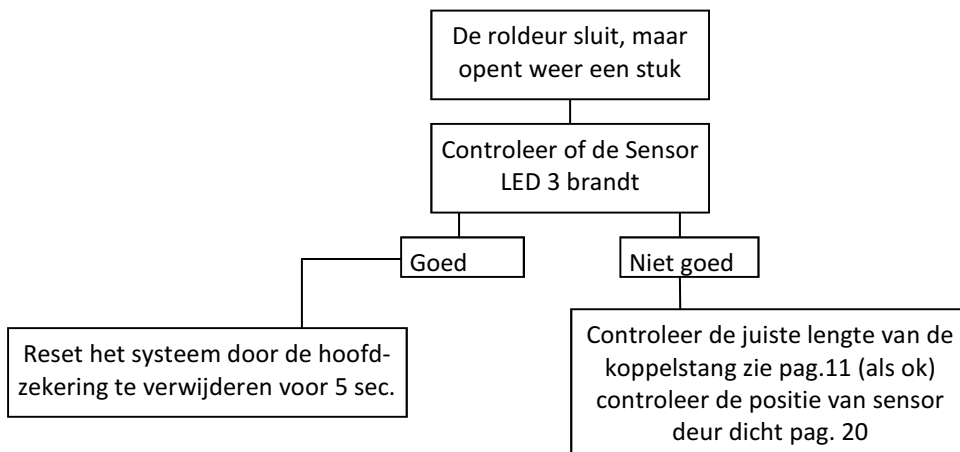 De roldeur sluit, maar
opent weer een stuk
Controleer of de Sensor
LED 3 brandt
Goed
Niet goed
Reset het systeem door de hoofd-
zekering te verwijderen voor 5 sec.
Controleer de juiste lengte van de
koppelstang zie pag.11 (als ok)
controleer de positie van sensor
deur dicht pag. 20